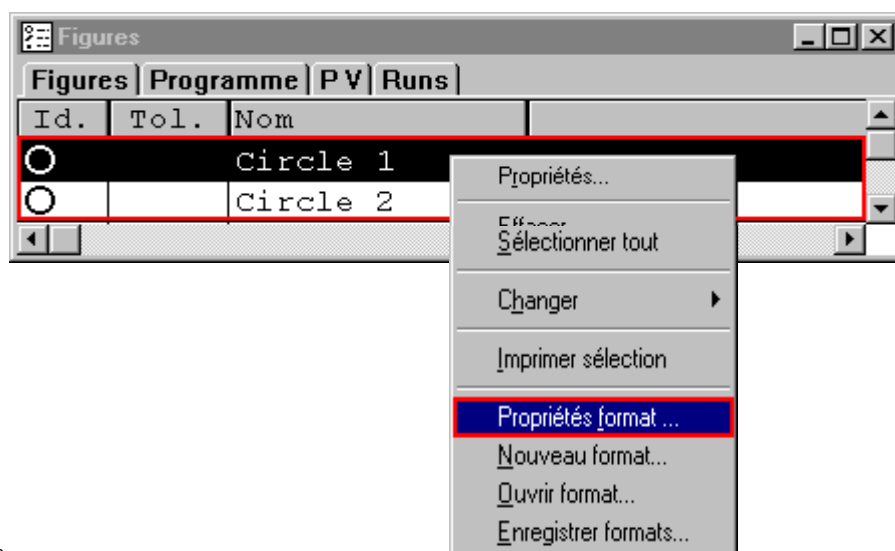 Figures
Figures Programme P V Runs
Id. Tol. Nom
Circle 1
Circle 2
Propriétés...
Effacer
Sélectionner tout
Changer
Imprimer sélection
Propriétés format ...
Nouveau format...
Ouvrir format...
Enregistrer formats...